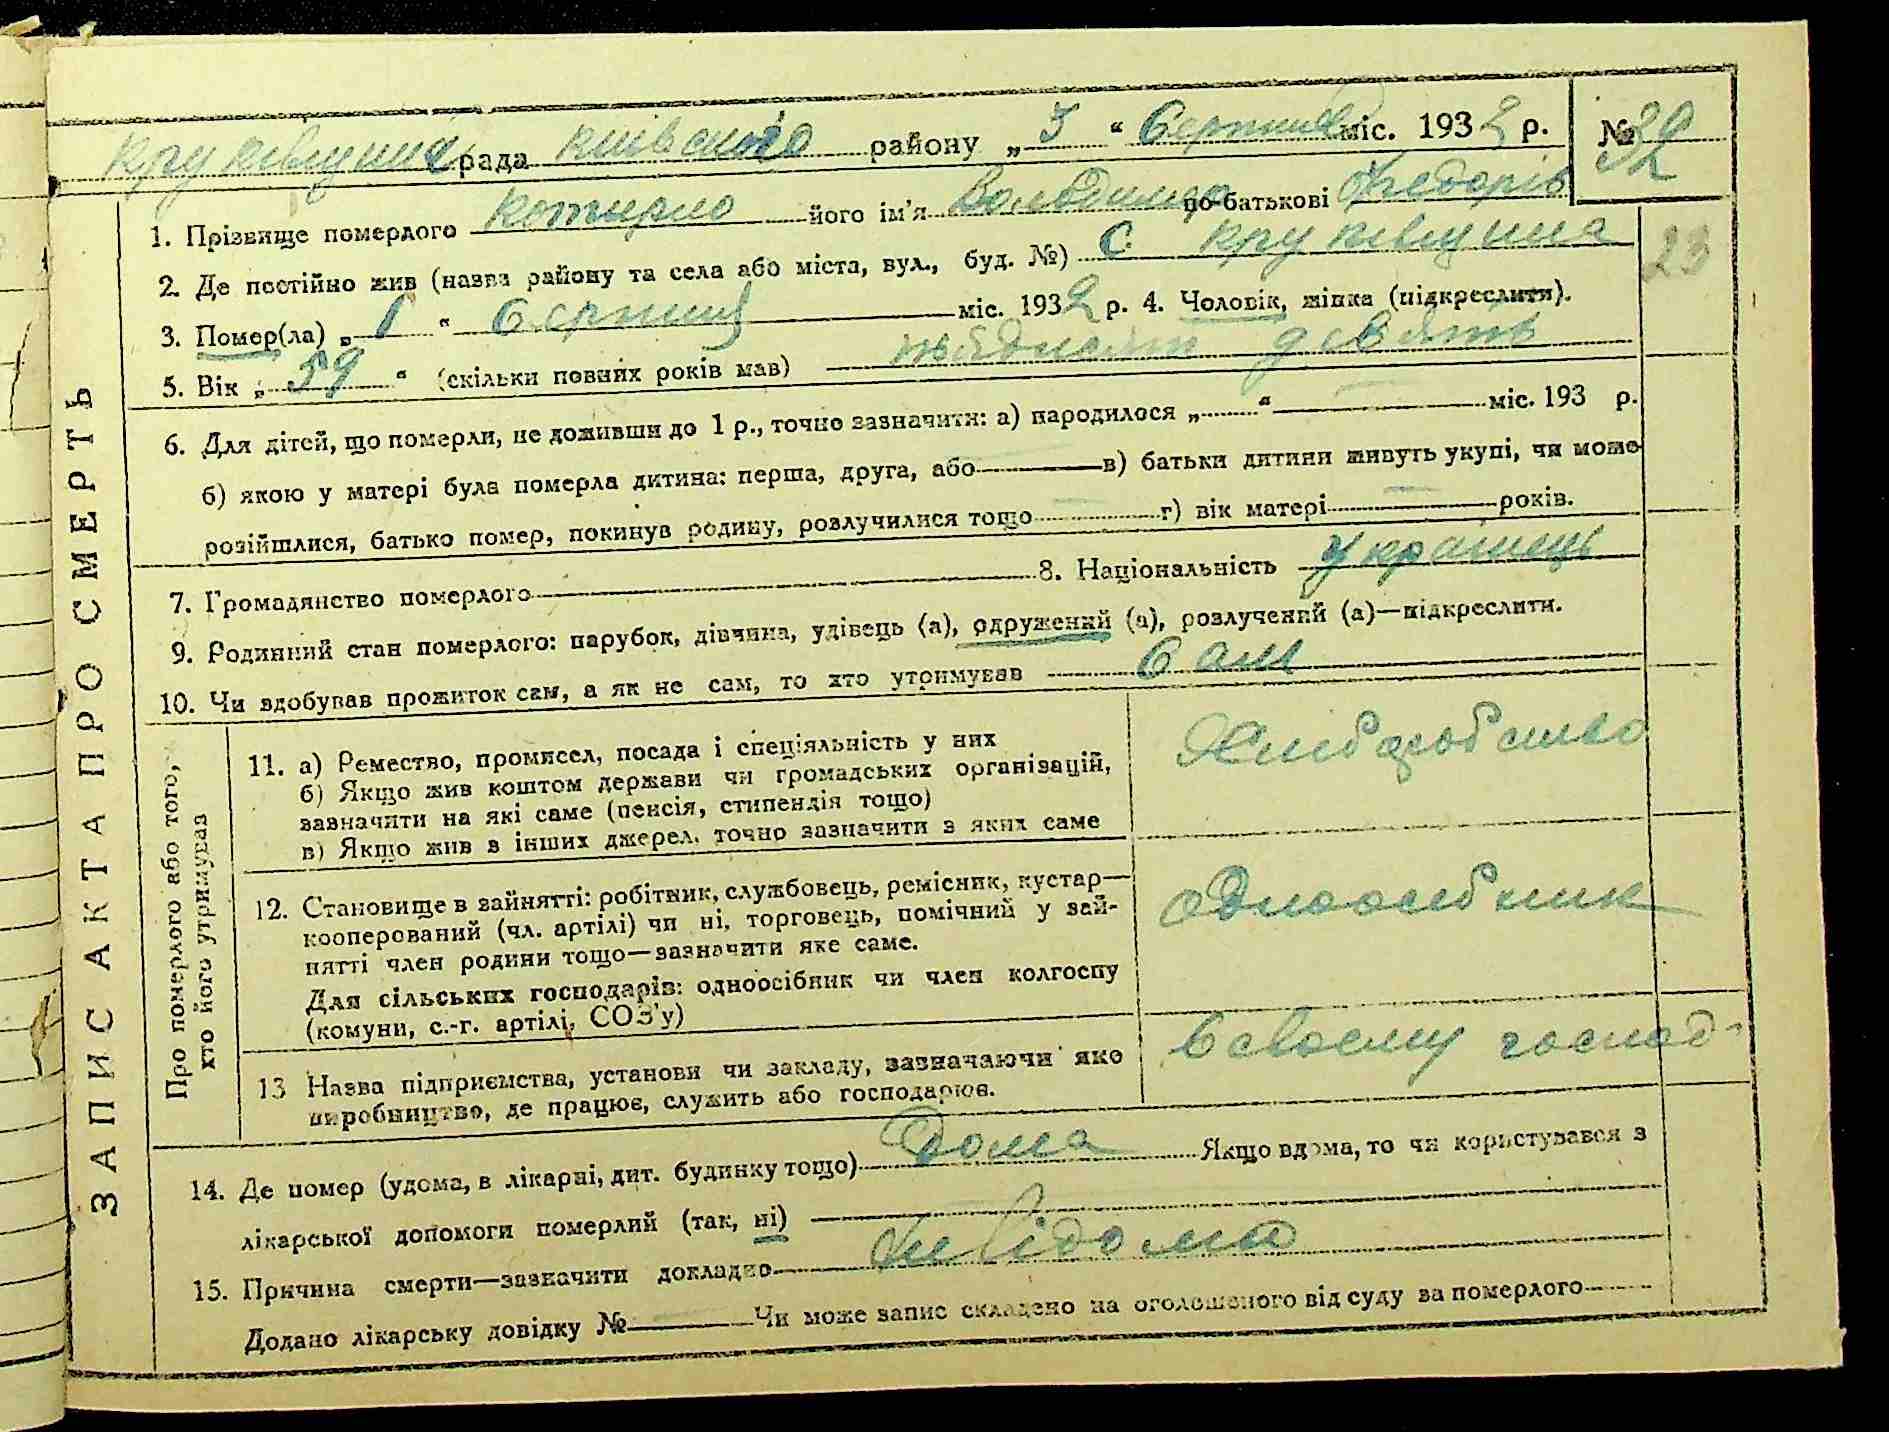 рада київського району „ 3 " Серпня міс. 1932 р. №
1. Прізвище померлого його ім'я Володимир по-батькові Федорів
2. Де постійно жив (назва району та села або міста, вул., буд. №) С
23
3. Помер(ла) „ 1 " Серпня міс. 1932 р. 4. Чоловік, жінка (підкреслити).
5. Вік „ 59 " (скільки повних років мав) девять
6. Для дітей, що померли, не доживши до 1 р., точно зазначити: а) народилося „ " міс. 193 р.
б) якою у матері була померла дитина: перша, друга, або в) батьки дитини живуть укупі, чи може
розійшлися, батько помер, покинув родину, розлучилися тощо г) вік матері років.
7. Громадянство померлого 8. Національність Українець
9. Родинний стан померлого: парубок, дівчина, удівець (а), одружений (а), розлучений (а)—підкреслити.
10. Чи здобував прожиток сам, а як не сам, то хто утримував Сам
ЗАПИС АКТА ПРО СМЕРТЬ
Про померлого або того,
хто його утримував
11. а) Ремество, промисел, посада і спеціяльність у них
б) Якщо жив коштом держави чи громадських організацій,
зазначити на які саме (пенсія, стипендія тощо)
в) Якщо жив з інших джерел, точно зазначити з яких саме
12. Становище в зайнятті: робітник, службовець, ремісник, кустар—
кооперований (чл. артілі) чи ні, торговець, помічний у зай-
нятті член родини тощо—зазначити яке саме.
Для сільських господарів: одноосібник чи член колгоспу
(комуни, с.-г. артілі, СОЗ'у)
одноосібник
13 Назва підприємства, установи чи закладу, зазначаючи яке
виробництво, де працює, служить або господарює.
В своєму господ-
14. Де помер (удома, в лікарні, дит. будинку тощо) Дома Якщо вдома, то чи користувався з
лікарської допомоги померлий (так, ні)
15. Причина смерти—зазначити докладно Невідома
Додано лікарську довідку № Чи може запис складено на оголошеного від суду за померлого